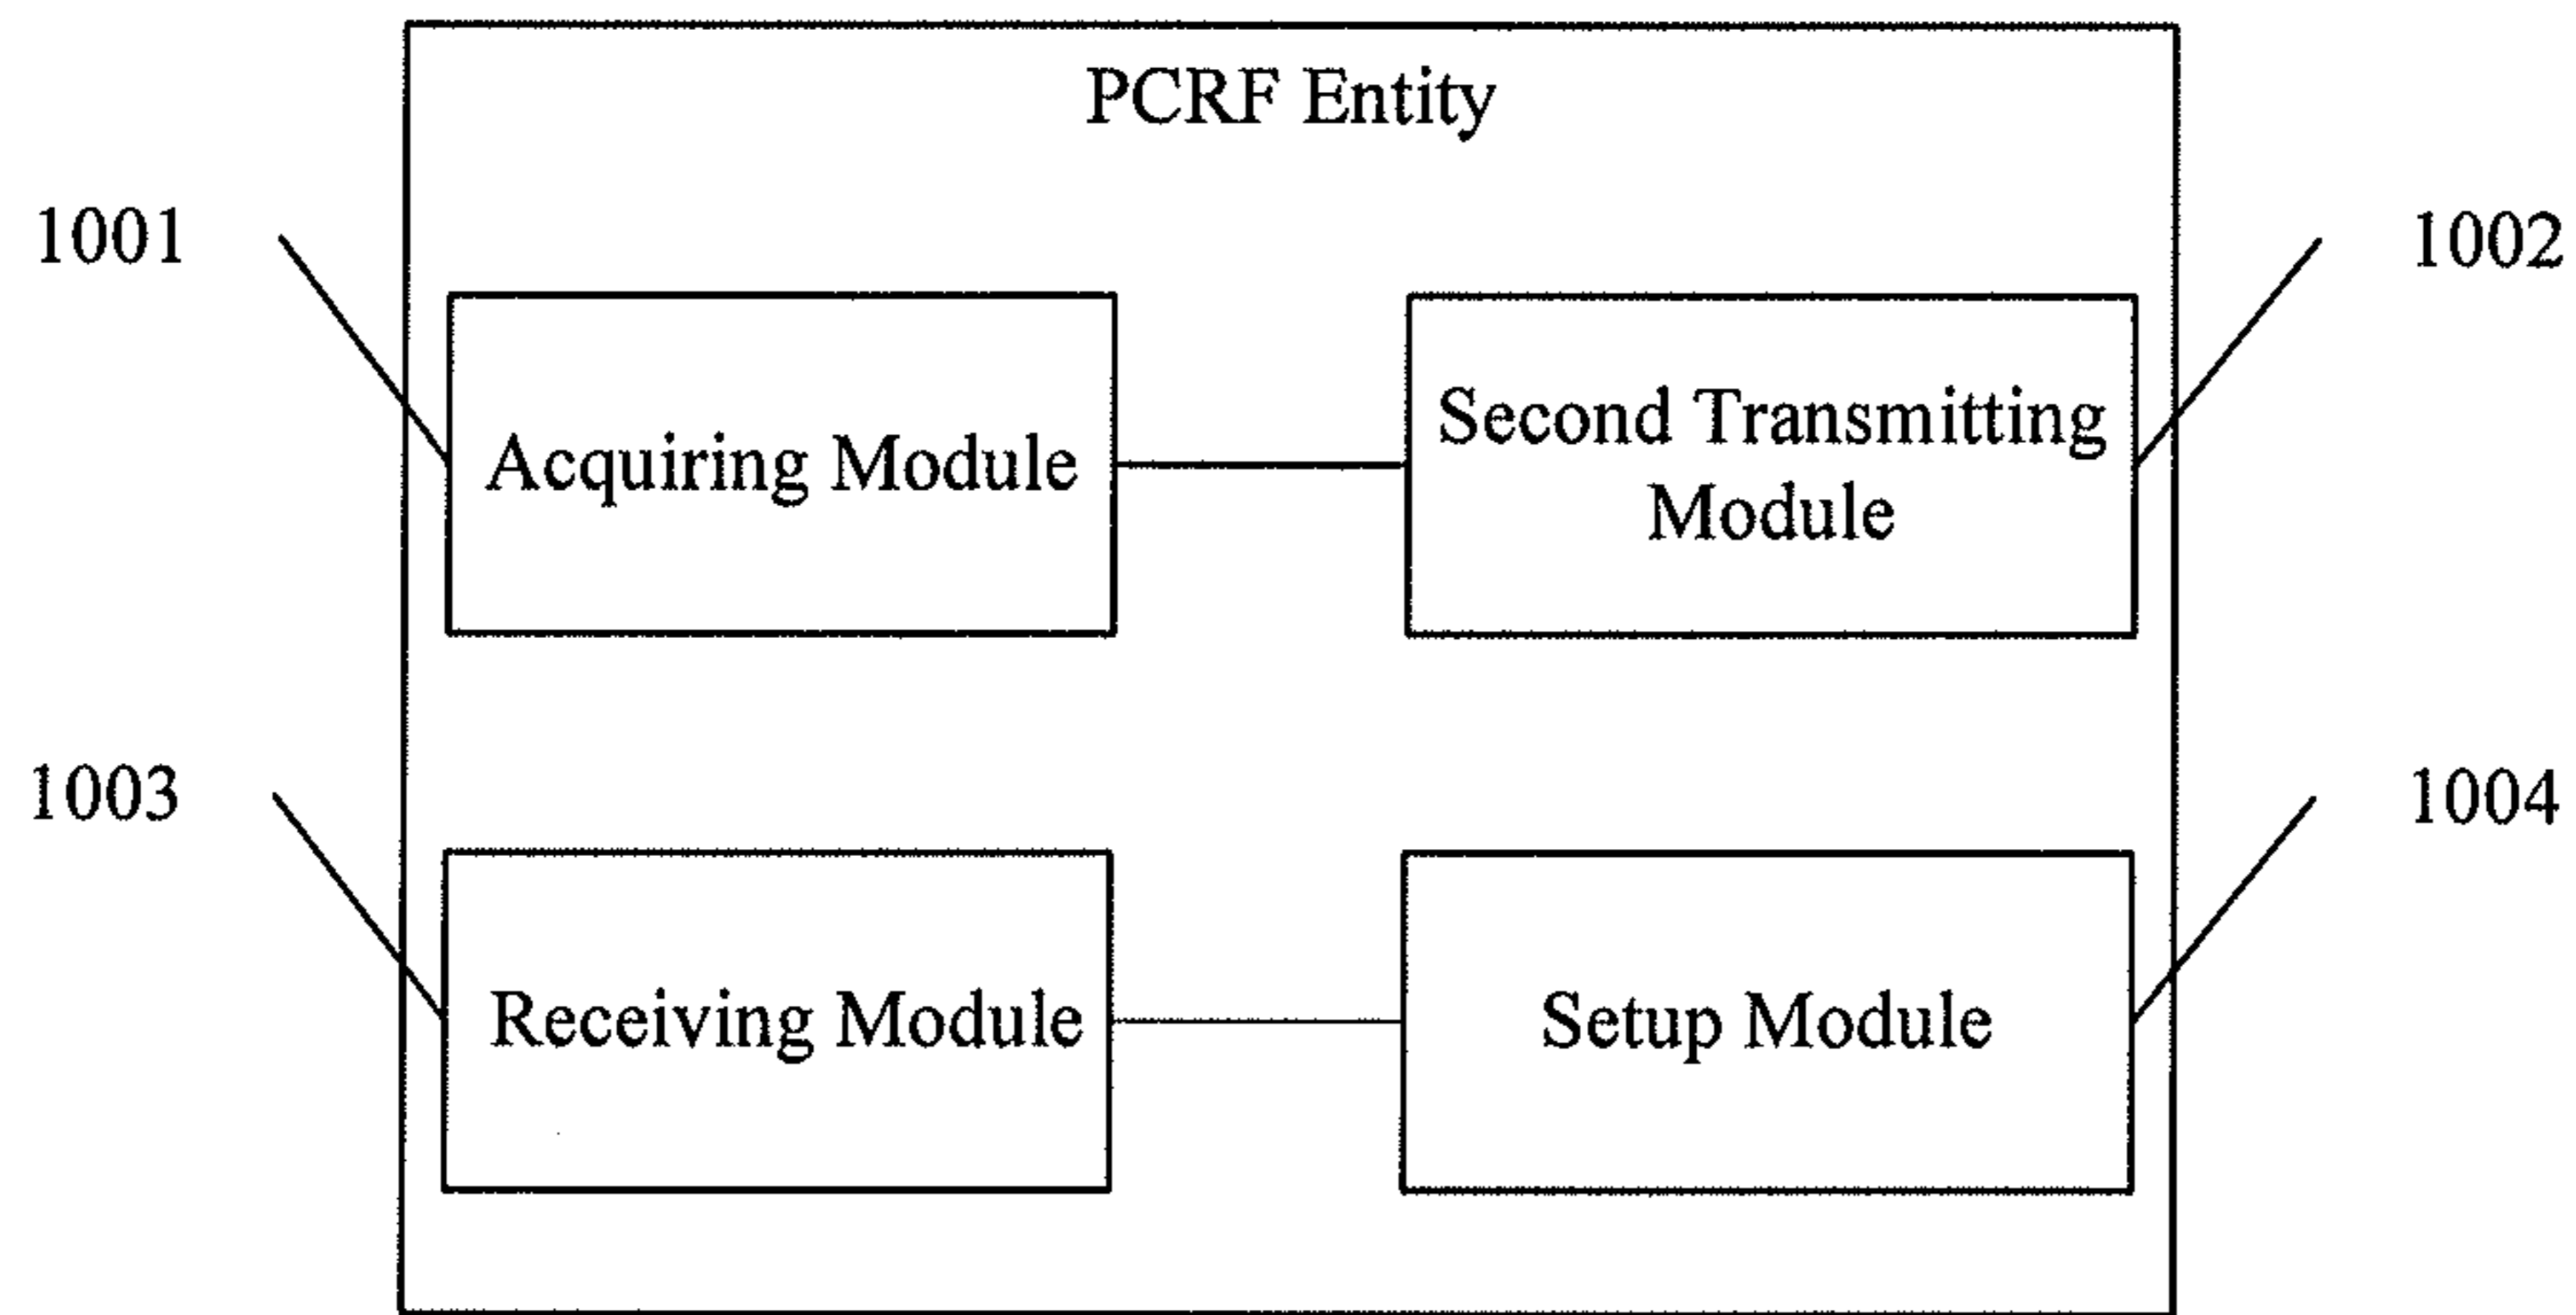 PCRF Entity
1001
1002
Acquiring Module
Second Transmitting
Module
1003
1004
Receiving Module
Setup Module